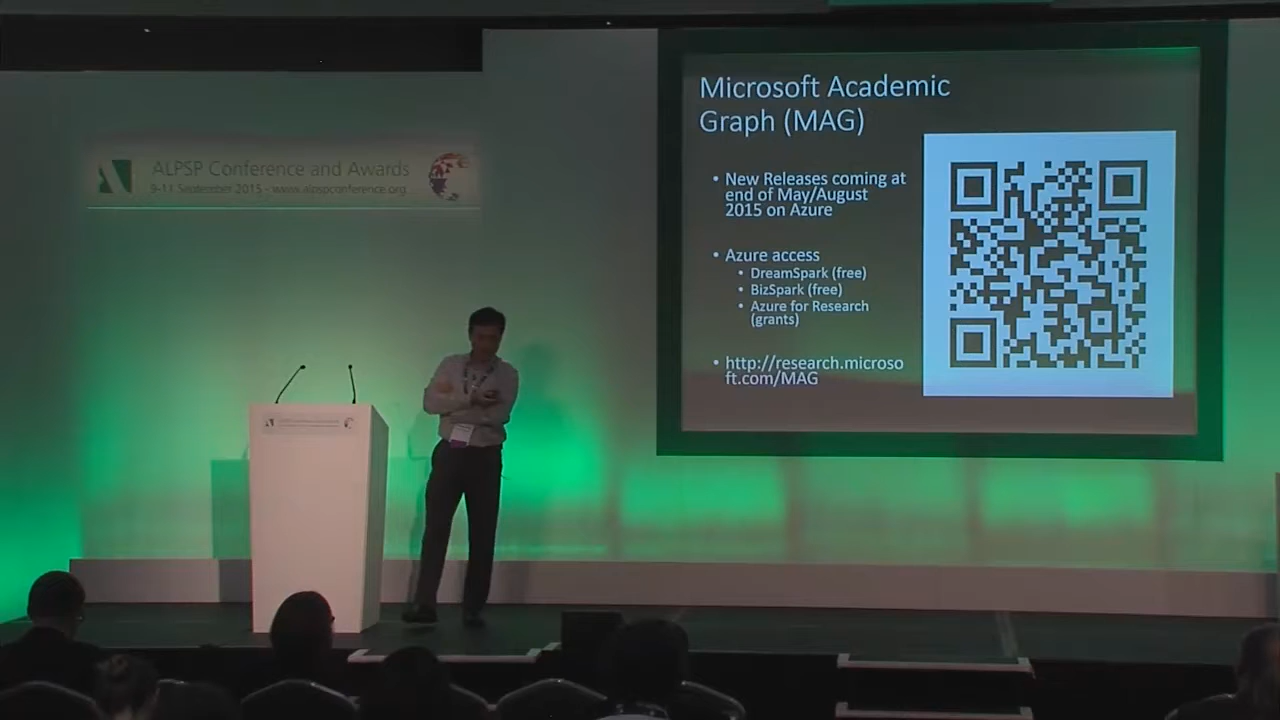 Microsoft Academic
Graph (MAG)
• New Releases coming at
end of May/August
2015 on Azure
• Azure access
• DreamSpark (free)
• BizSpark (free)
• Azure for Research
(grants)
• http://research.microso
ft.com/MAG
ALPSP Conference and Awards
9-11 September 2015 - www.alpspconference.org